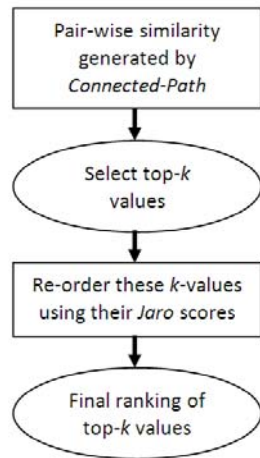 Pair-wise similarity
generated by
Connected-Path
Select top-k
values
Re-order these k-values
using their Jaro scores
Final ranking of
top-k values